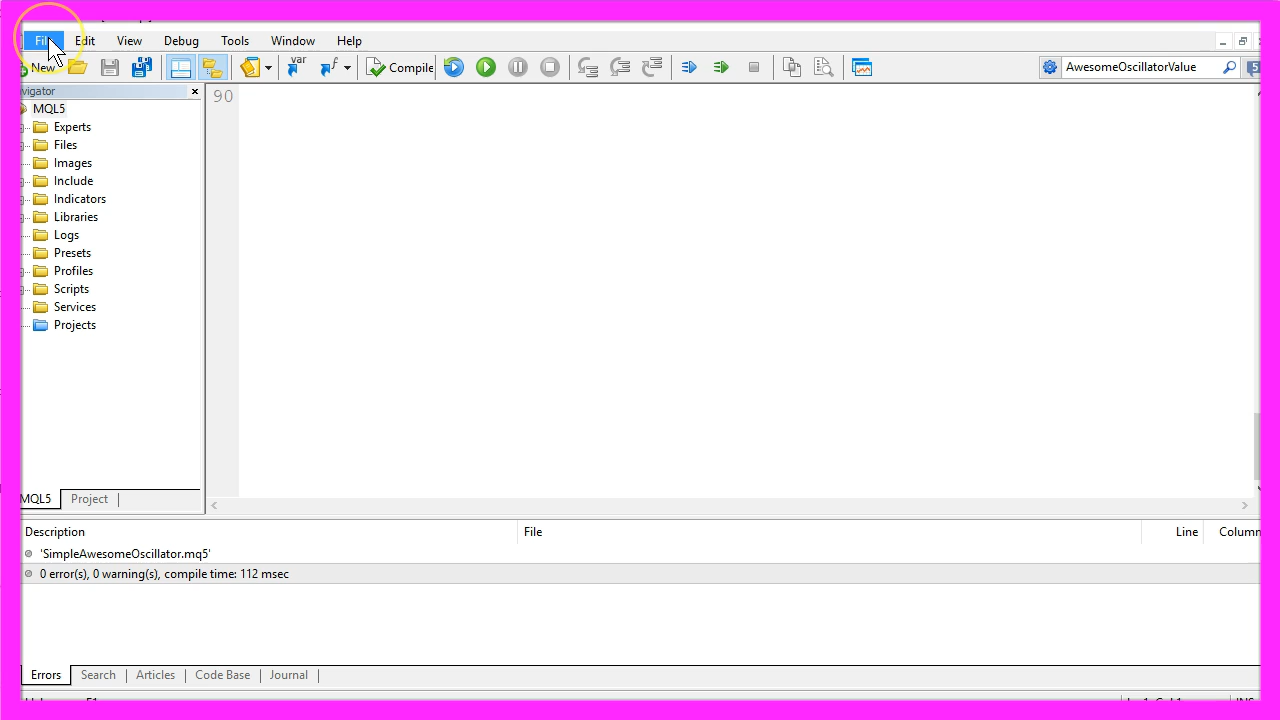 Edit View Debug Tools Window Help
New var Compile AwesomeOscillatorValue 5
90
MQL5
Experts
Files
Images
Include
Indicators
Libraries
Logs
Presets
Profiles
Scripts
Services
Projects
MQL5 Project
Description File Line Column
'SimpleAwesomeOscillator.mq5'
0 error(s), 0 warning(s), compile time: 112 msec
Errors Search Articles Code Base Journal